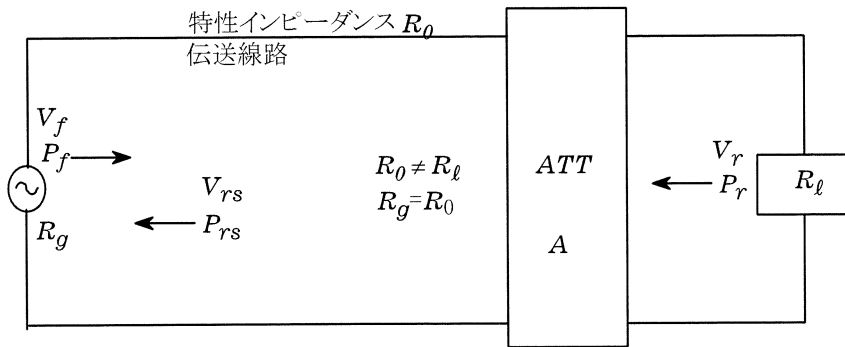 特性インピーダンス R0
伝送線路
Vf
Pf
Vrs
Prs
Rg
R0 ≠ Rℓ
Rg=R0
ATT
A
Vr
Pr
Rℓ